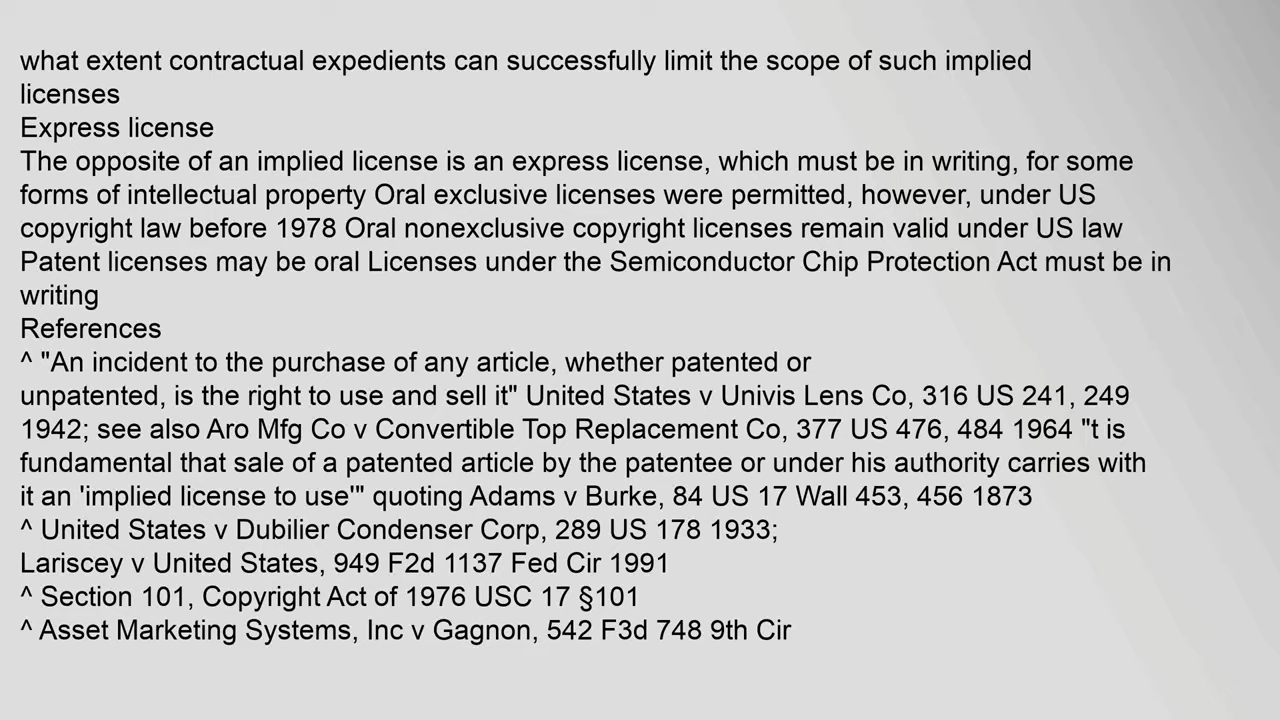 what extent contractual expedients can successfully limit the scope of such implied
licenses
Express license
The opposite of an implied license is an express license, which must be in writing, for some
forms of intellectual property Oral exclusive licenses were permitted, however, under US
copyright law before 1978 Oral nonexclusive copyright licenses remain valid under US law
Patent licenses may be oral Licenses under the Semiconductor Chip Protection Act must be in
writing
References
^ "An incident to the purchase of any article, whether patented or
unpatented, is the right to use and sell it" United States v Univis Lens Co, 316 US 241, 249
1942; see also Aro Mfg Co v Convertible Top Replacement Co, 377 US 476, 484 1964 "t is
fundamental that sale of a patented article by the patentee or under his authority carries with
it an 'implied license to use'" quoting Adams v Burke, 84 US 17 Wall 453, 456 1873
^ United States v Dubilier Condenser Corp, 289 US 178 1933;
Lariscey v United States, 949 F2d 1137 Fed Cir 1991
^ Section 101, Copyright Act of 1976 USC 17 §101
^ Asset Marketing Systems, Inc v Gagnon, 542 F3d 748 9th Cir